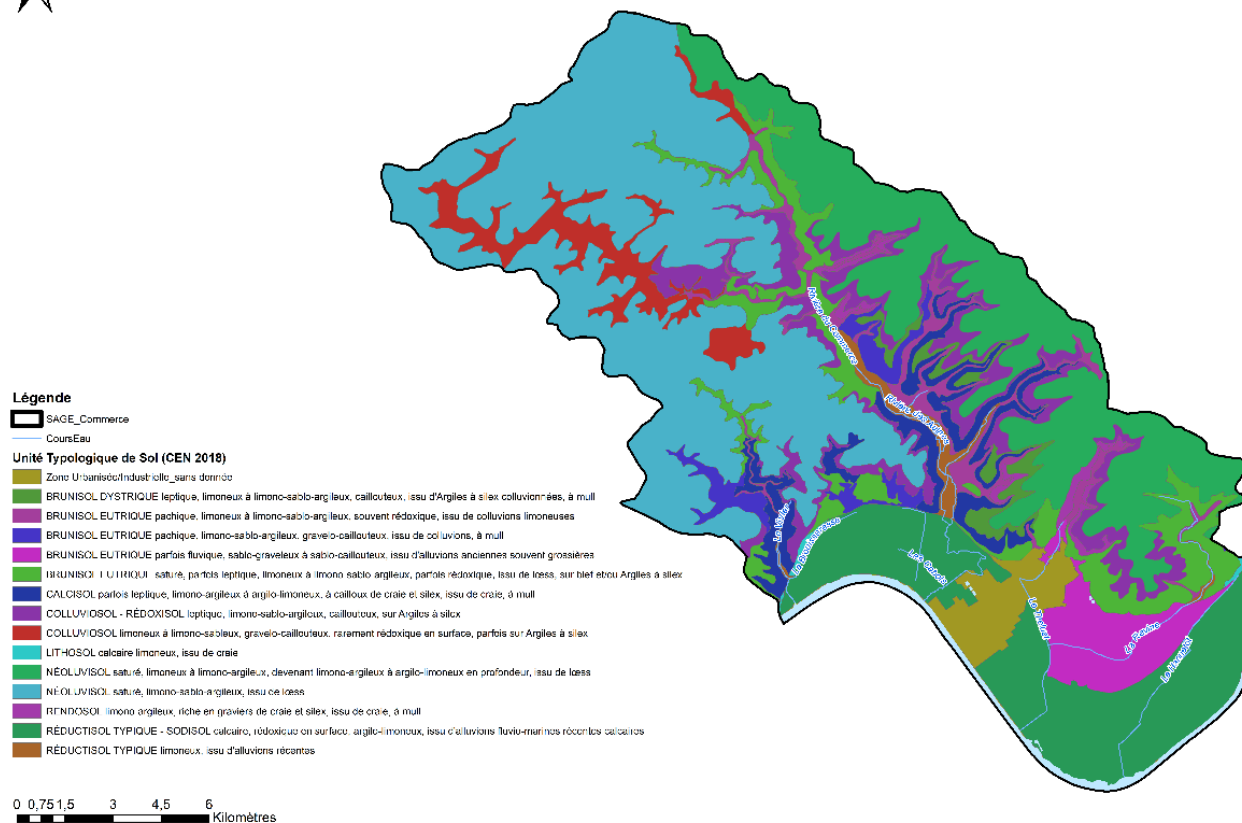 Légende
SAGE_Commerce
CoursEau
Unité Typologique de Sol (CEN 2018)
Zone Urbanisée/Industrielle_sans donnée
BRUNISOL DYSTRIQUE leptique, limoneux à limono-sablo-argileux, caillouteux, issu d'Argiles à silex colluvionnées, à mull
BRUNISOL EUTRIQUE pachique, limoneux à limono-sablo-argileux, souvent rédoxique, issu de colluvions limoneuses
BRUNISOL EUTRIQUE pachique, limono-sablo-argileux, gravelo-caillouteux, issu de colluvions, à mull
BRUNISOL EUTRIQUE parfois fluvique, sablo-graveleux à sablo-caillouteux, issu d'alluvions anciennes souvent grossières
BRUNISOL EUTRIQUE saturé, parfois leptique, limoneux à limono sablo argileux, parfois rédoxique, issu de lœss, sur bief et/ou Argiles à silex
CALCISOL parfois leptique, limono-argileux à argilo-limoneux, à cailloux de craie et silex, issu de craie, à mull
COLLUVIOSOL - RÉDOXISOL leptique, limono-sablo-argileux, caillouteux, sur Argiles à silex
COLLUVIOSOL limoneux à limono-sableux, gravelo-caillouteux, rarement rédoxique en surface, parfois sur Argiles à silex
LITHOSOL calcaire limoneux, issu de craie
NÉOLUVISOL saturé, limoneux à limono-argileux, devenant limono-argileux à argilo-limoneux en profondeur, issu de lœss
NÉOLUVISOL saturé, limono-sablo-argileux, issu de lœss
RENDOSOL limono argileux, riche en graviers de craie et silex, issu de craie, à mull
RÉDUCTISOL TYPIQUE - SODISOL calcaire, rédoxique en surface, argilo-limoneux, issu d'alluvions fluvio-marines récentes calcaires
RÉDUCTISOL TYPIQUE limoneux, issu d'alluvions récentes
0 0,75 1,5 3 4,5 6
Kilomètres
Rivière du Commerce